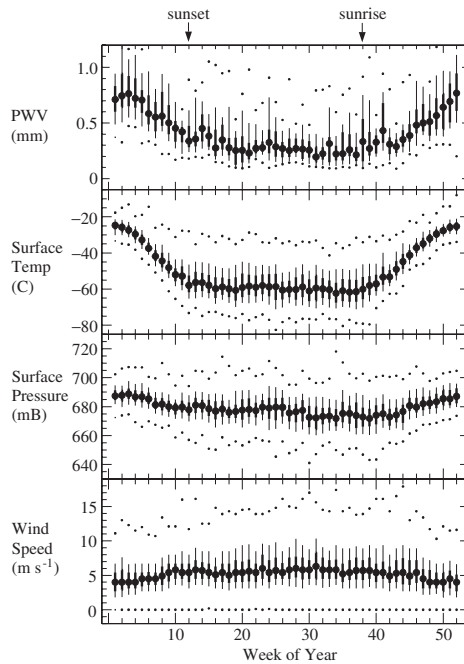 sunset sunrise
1.0
PWV
(mm)
0.5
0
−20
Surface
Temp
(C)
−40
−60
−80
720
Surface
Pressure
(mB)
700
680
660
640
Wind
Speed
(m s⁻¹)
15
10
5
0
10 20 30 40 50
Week of Year